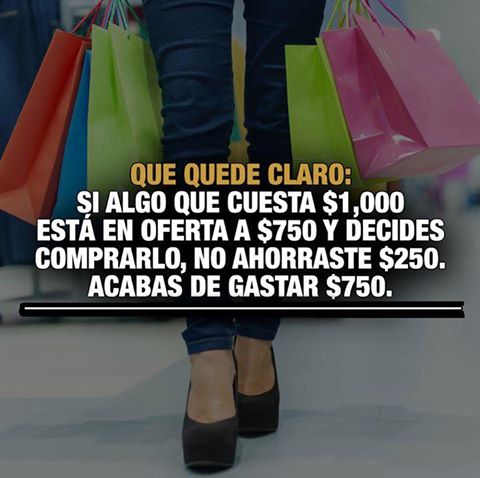 QUE QUEDE CLARO:
SI ALGO QUE CUESTA $1,000
ESTÁ EN OFERTA A $750 Y DECIDES
COMPRARLO, NO AHORRASTE $250.
ACABAS DE GASTAR $750.